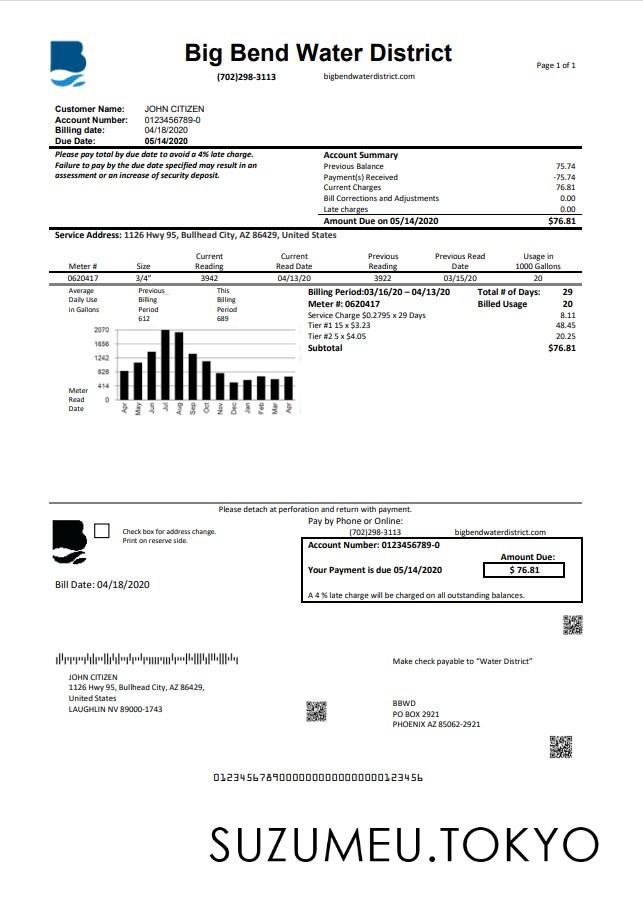 Big Bend Water District
(702)298-3113 bigbendwaterdistrict.com
Page 1 of 1
Customer Name: JOHN CITIZEN
Account Number: 0123456789-0
Billing date: 04/18/2020
Due Date: 05/14/2020
Please pay total by due date to avoid a 4% late charge.
Failure to pay by the due date specified may result in an
assessment or an increase of security deposit.
Account Summary
Previous Balance 75.74
Payment(s) Received -75.74
Current Charges 76.81
Bill Corrections and Adjustments 0.00
Late charges 0.00
Amount Due on 05/14/2020 $76.81
Service Address: 1126 Hwy 95, Bullhead City, AZ 86429, United States
Current Current Previous Previous Read Usage in
Meter # Size Reading Read Date Reading Date 1000 Gallons
0620417 3/4” 3942 04/13/20 3922 03/15/20 20
Average Previous_ This
Daily Use Billing Billing
in Gallons Period Period
612 689
2070
1656
1242
828
414
0
Meter
Read
Date
Apr May Jun Jul Aug Sep Oct Nov Dec Jan Feb Mar Apr
Billing Period:03/16/20 – 04/13/20 Total # of Days: 29
Meter #: 0620417 Billed Usage 20
Service Charge $0.2795 x 29 Days 8.11
Tier #1 15 x $3.23 48.45
Tier #2 5 x $4.05 20.25
Subtotal $76.81
Please detach at perforation and return with payment.
Check box for address change.
Print on reserve side.
Pay by Phone or Online:
(702)298-3113 bigbendwaterdistrict.com
Account Number: 0123456789-0
Amount Due:
Your Payment is due 05/14/2020 $ 76.81
A 4 % late charge will be charged on all outstanding balances.
Bill Date: 04/18/2020
Make check payable to “Water District”
JOHN CITIZEN
1126 Hwy 95, Bullhead City, AZ 86429,
United States
LAUGHLIN NV 89000-1743
BBWD
PO BOX 2921
PHOENIX AZ 85062-2921
0123456789000000000000000123456
SUZUMEU.TOKYO